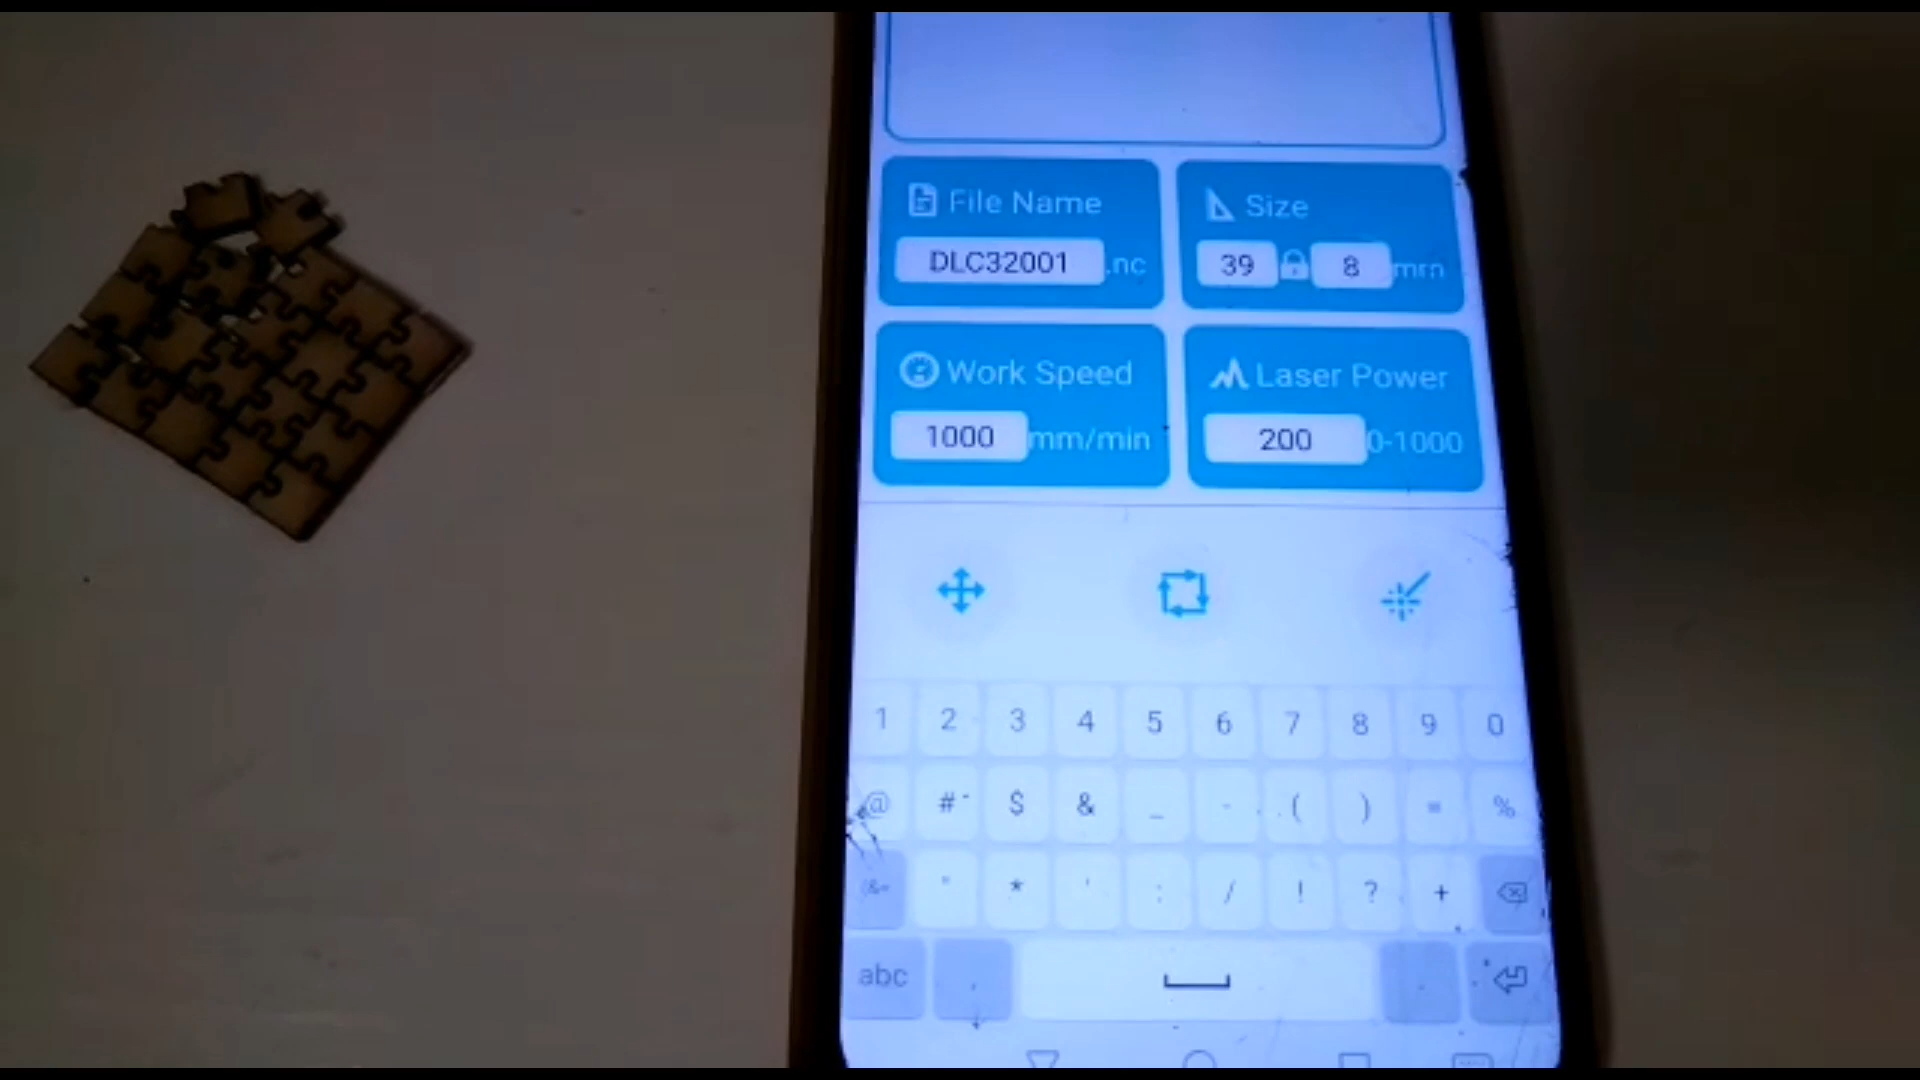 File Name
DLC32001 .nc
Size
39 8 mm
Work Speed
1000 mm/min
Laser Power
200 0-1000
1 2 3 4 5 6 7 8 9 0
@ # $ & _ - ( ) = %
" * ' : / ! ? +
abc , .